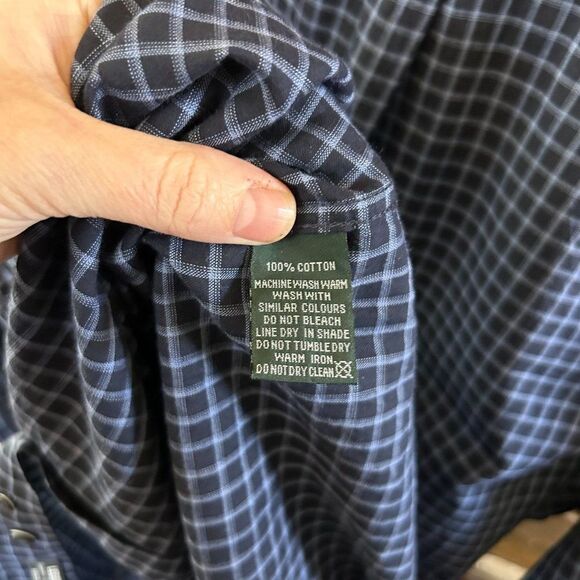 100% COTTON
MACHINE WASH WARM
WASH WITH
SIMILAR COLOURS
DO NOT BLEACH
LINE DRY IN SHADE
DO NOT TUMBLE DRY
WARM IRON
DO NOT DRY CLEAN